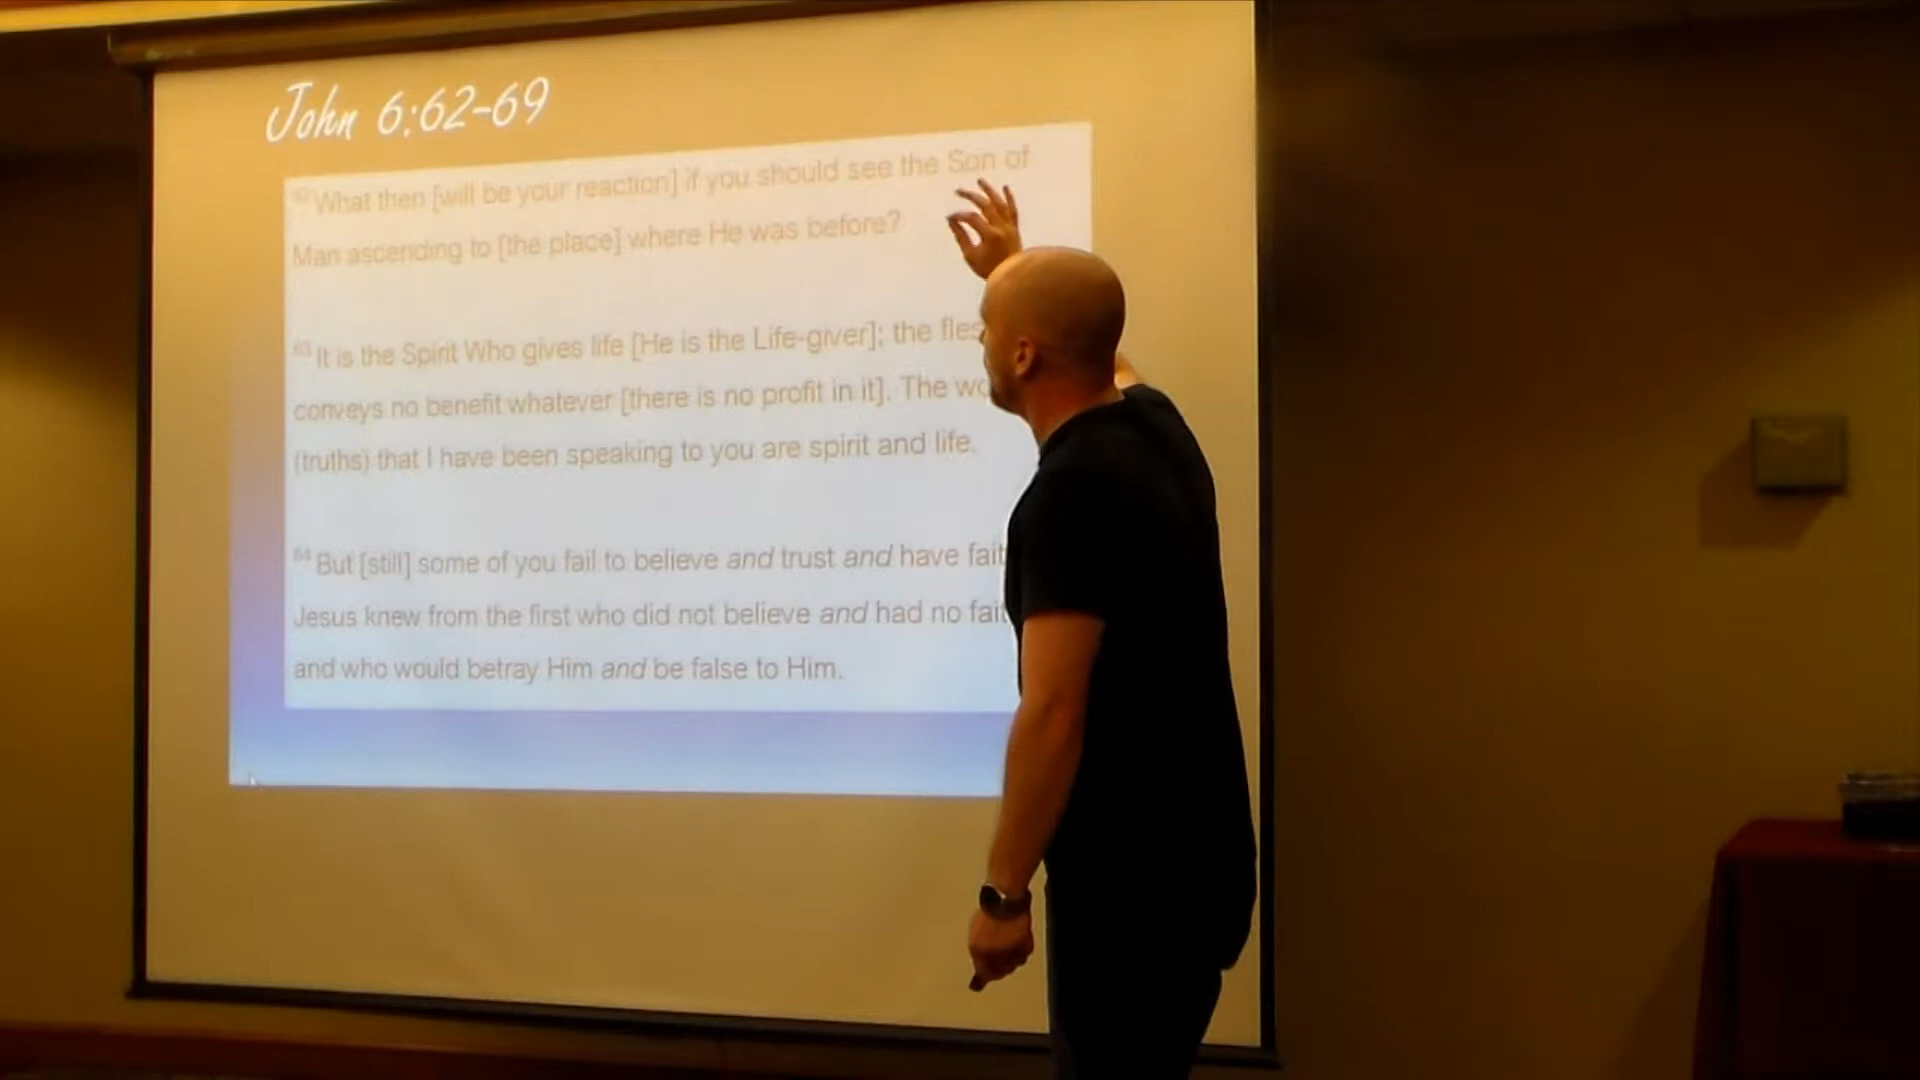 John 6:62-69
62 What then [will be your reaction] if you should see the Son of
Man ascending to [the place] where He was before?
63 It is the Spirit Who gives life [He is the Life-giver]; the
conveys no benefit whatever [there is no profit in it]. The
(truths) that I have been speaking to you are spirit and life.
64 But [still] some of you fail to believe and trust and have
Jesus knew from the first who did not believe and had no
and who would betray Him and be false to Him.